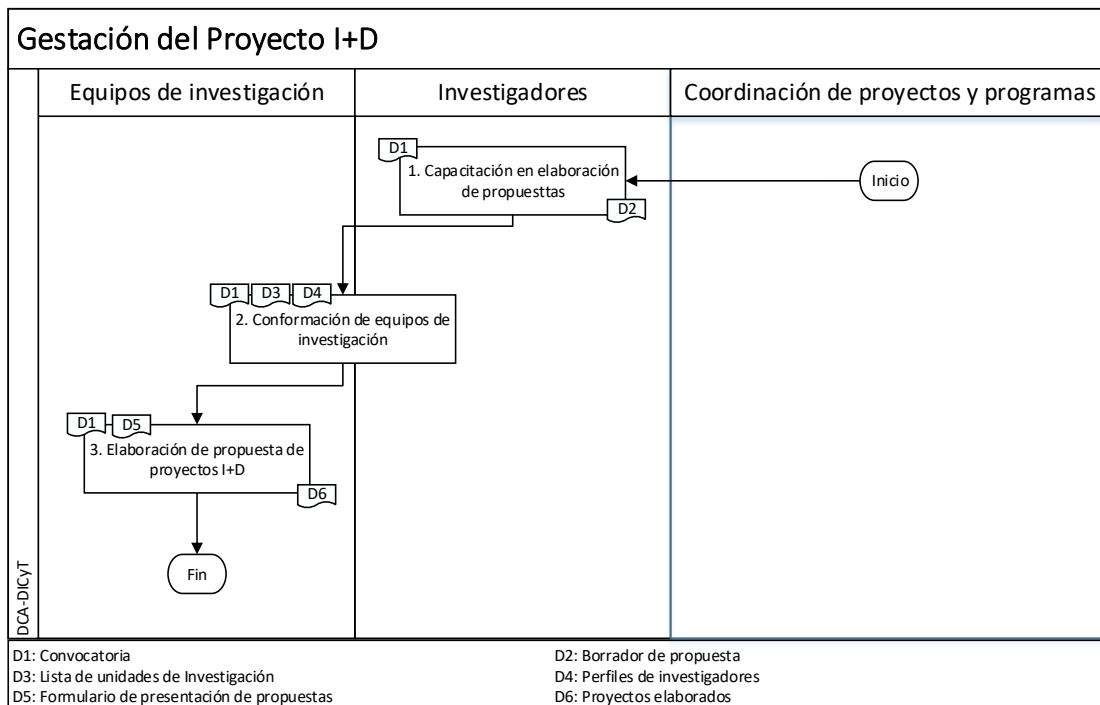 Gestación del Proyecto I+D
Equipos de investigación
Investigadores
Coordinación de proyectos y programas
D1
1. Capacitación en elaboración
de propuesttas
D2
Inicio
D1
D3
D4
2. Conformación de equipos de
investigación
D1
D5
3. Elaboración de propuesta de
proyectos I+D
D6
Fin
DCA-DICyT
D1: Convocatoria
D2: Borrador de propuesta
D3: Lista de unidades de Investigación
D4: Perfiles de investigadores
D5: Formulario de presentación de propuestas
D6: Proyectos elaborados